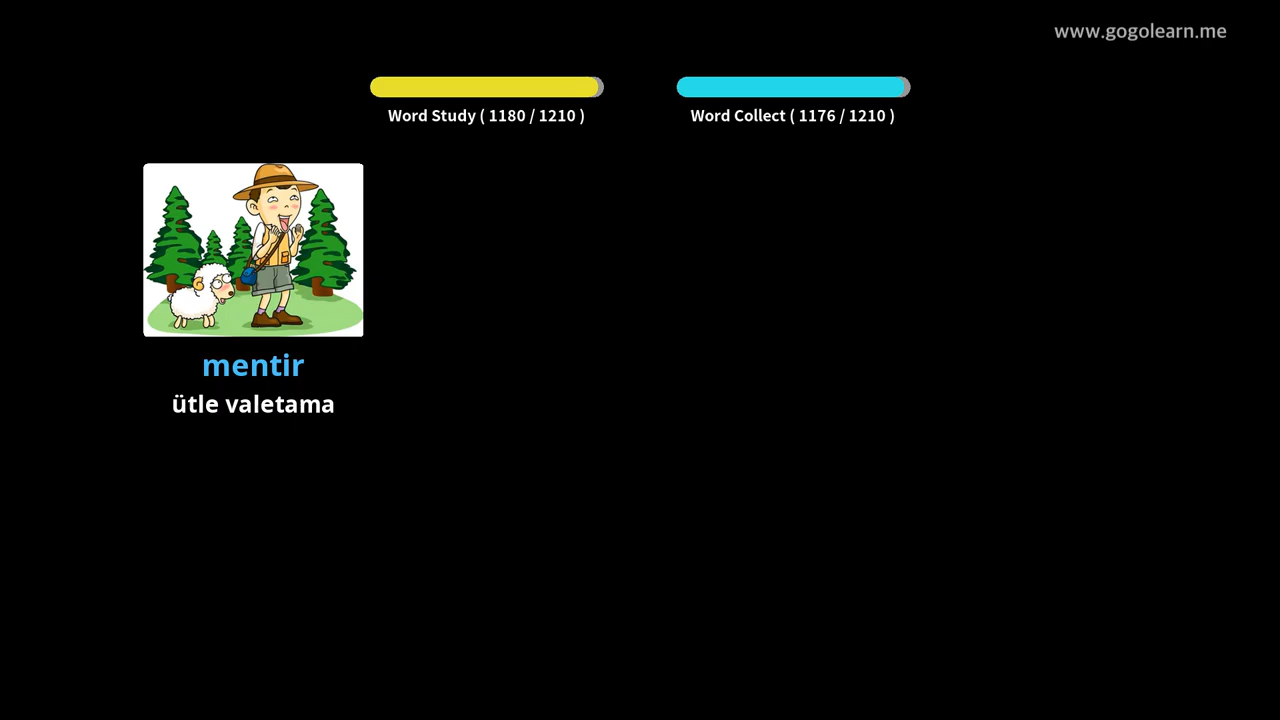 www.gogolearn.me
Word Study ( 1180 / 1210 )
Word Collect ( 1176 / 1210 )
mentir
ütle valetama